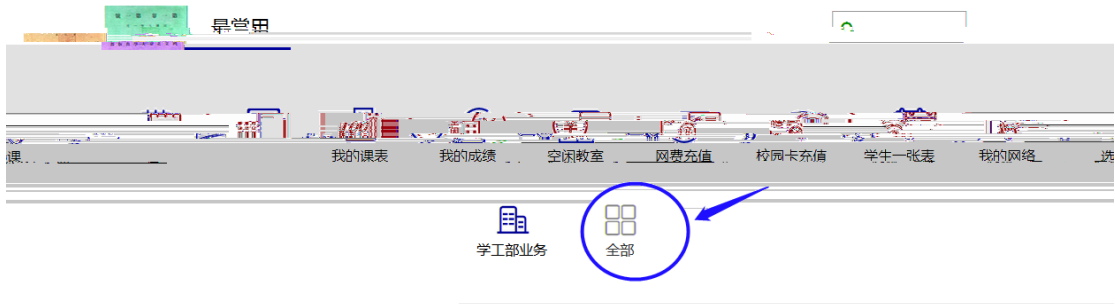 最常用
课 我的课表 我的成绩 空闲教室 网费充值 校园卡充值 学生一张表 我的网络 选
学工部业务 全部